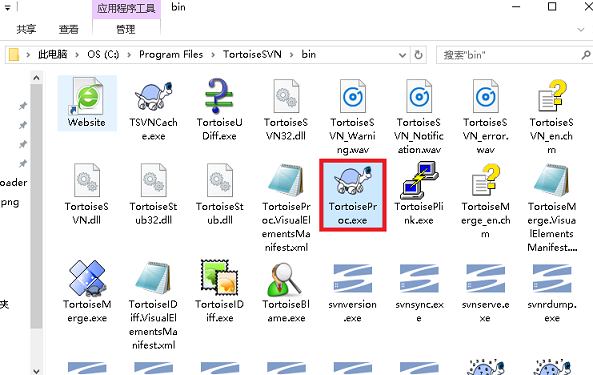 应用程序工具
bin
共享
查看
管理
此电脑 > OS (C:) > Program Files > TortoiseSVN > bin
搜索"bin"
Website
TSVNCache.exe
TortoiseUDiff.exe
TortoiseSVN32.dll
TortoiseSVN_Warning.wav
TortoiseSVN_Notification.wav
TortoiseSVN_error.wav
TortoiseSVN_en.chm
oader
.png
TortoiseSVN.dll
TortoiseStub32.dll
TortoiseStub.dll
TortoiseProc.VisualElementsManifest.xml
TortoiseProc.exe
TortoisePlink.exe
TortoiseMerge_en.chm
TortoiseMerge.VisualElementsManifest....
夹
TortoiseMerge.exe
TortoiseIDiff.VisualElementsManifest.xml
TortoiseIDiff.exe
TortoiseBlame.exe
svnversion.exe
svnsync.exe
svnserve.exe
svnrdump.exe